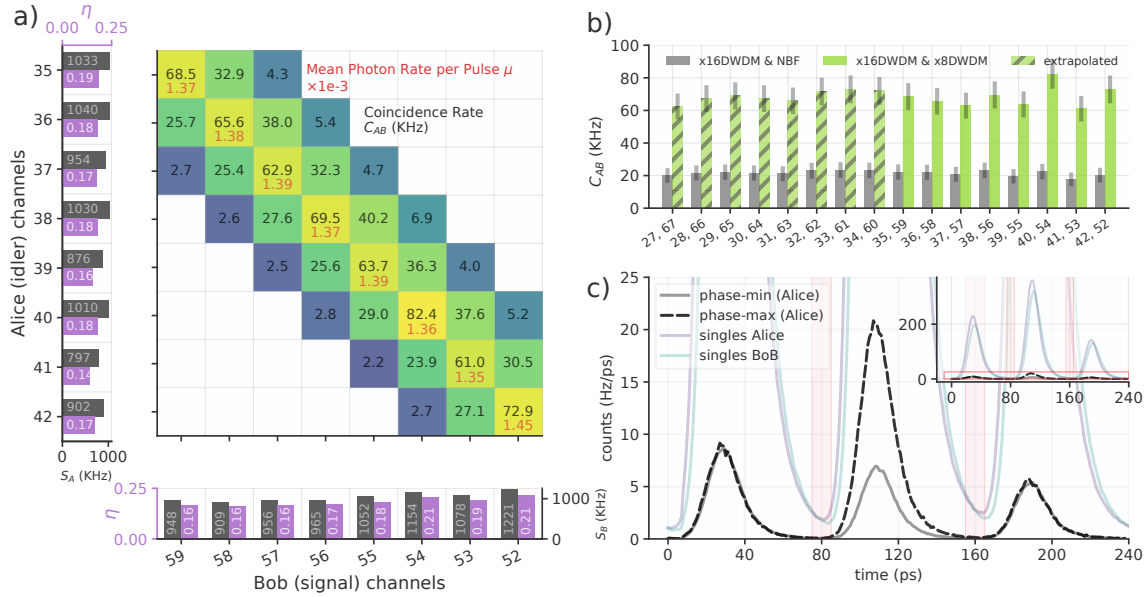 a)
η
0.00 0.25
Alice (idler) channels
35 1033 0.19
36 1040 0.18
37 954 0.17
38 1030 0.18
39 876 0.16
40 1010 0.18
41 797 0.14
42 902 0.17
0 1000
S_A (KHz)
68.5 32.9 4.3
1.37
Mean Photon Rate per Pulse μ
×1e-3
Coincidence Rate
C_AB (KHz)
25.7 65.6 38.0 5.4
1.38
2.7 25.4 62.9 32.3 4.7
1.39
2.6 27.6 69.5 40.2 6.9
1.37
2.5 25.6 63.7 36.3 4.0
1.39
2.8 29.0 82.4 37.6 5.2
1.36
2.2 23.9 61.0 30.5
1.35
2.7 27.1 72.9
1.45
0.25
η
0.00
948 0.16 909 0.16 956 0.16 965 0.17 1052 0.18 1154 0.21 1078 0.19 1221 0.21
1000
0
S_B (KHz)
59 58 57 56 55 54 53 52
Bob (signal) channels
b)
100
80
60
40
20
0
C_AB (KHz)
x16DWDM & NBF x16DWDM & x8DWDM extrapolated
27, 67 28, 66 29, 65 30, 64 31, 63 32, 62 33, 61 34, 60 35, 59 36, 58 37, 57 38, 56 39, 55 40, 54 41, 53 42, 52
c)
25
20
15
10
5
0
counts (Hz/ps)
phase-min (Alice)
phase-max (Alice)
singles Alice
singles BoB
200
0
0 80 160 240
0 40 80 120 160 200 240
time (ps)